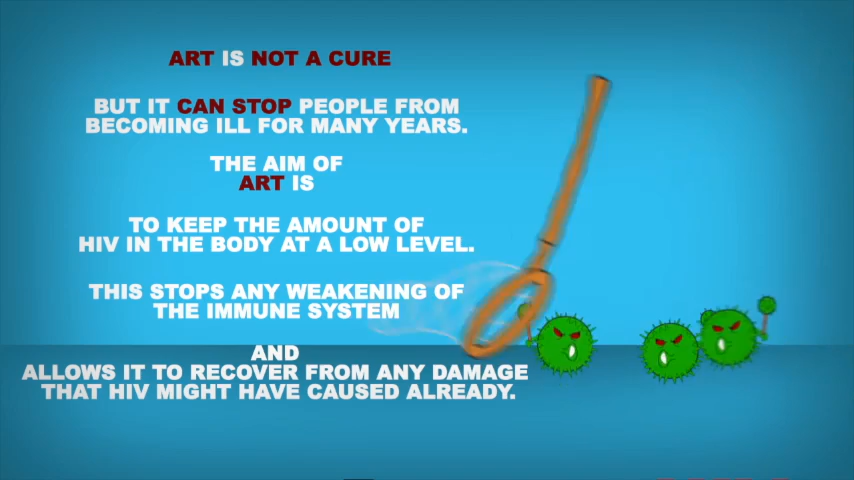 ART IS NOT A CURE
BUT IT CAN STOP PEOPLE FROM
BECOMING ILL FOR MANY YEARS.
THE AIM OF
ART IS
TO KEEP THE AMOUNT OF
HIV IN THE BODY AT A LOW LEVEL.
THIS STOPS ANY WEAKENING OF
THE IMMUNE SYSTEM
AND
ALLOWS IT TO RECOVER FROM ANY DAMAGE
THAT HIV MIGHT HAVE CAUSED ALREADY.